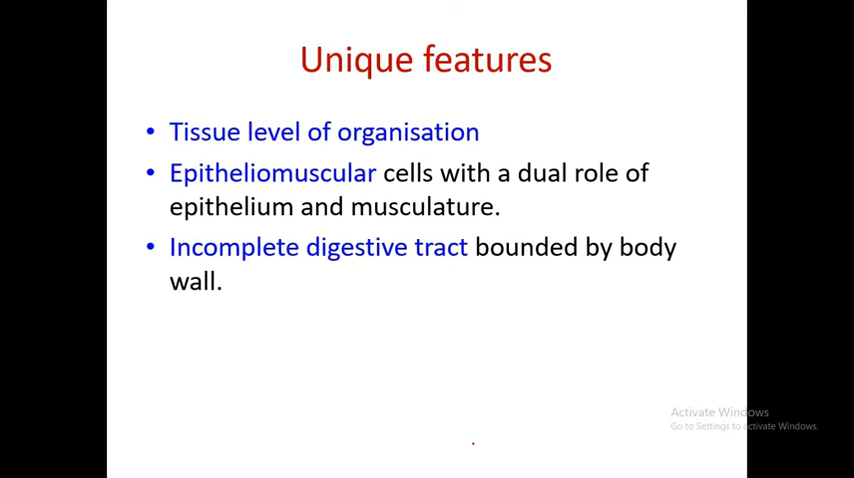 Unique features
• Tissue level of organisation
• Epitheliomuscular cells with a dual role of
epithelium and musculature.
• Incomplete digestive tract bounded by body
wall.
Activate Windows
Go to Settings to activate Windows.